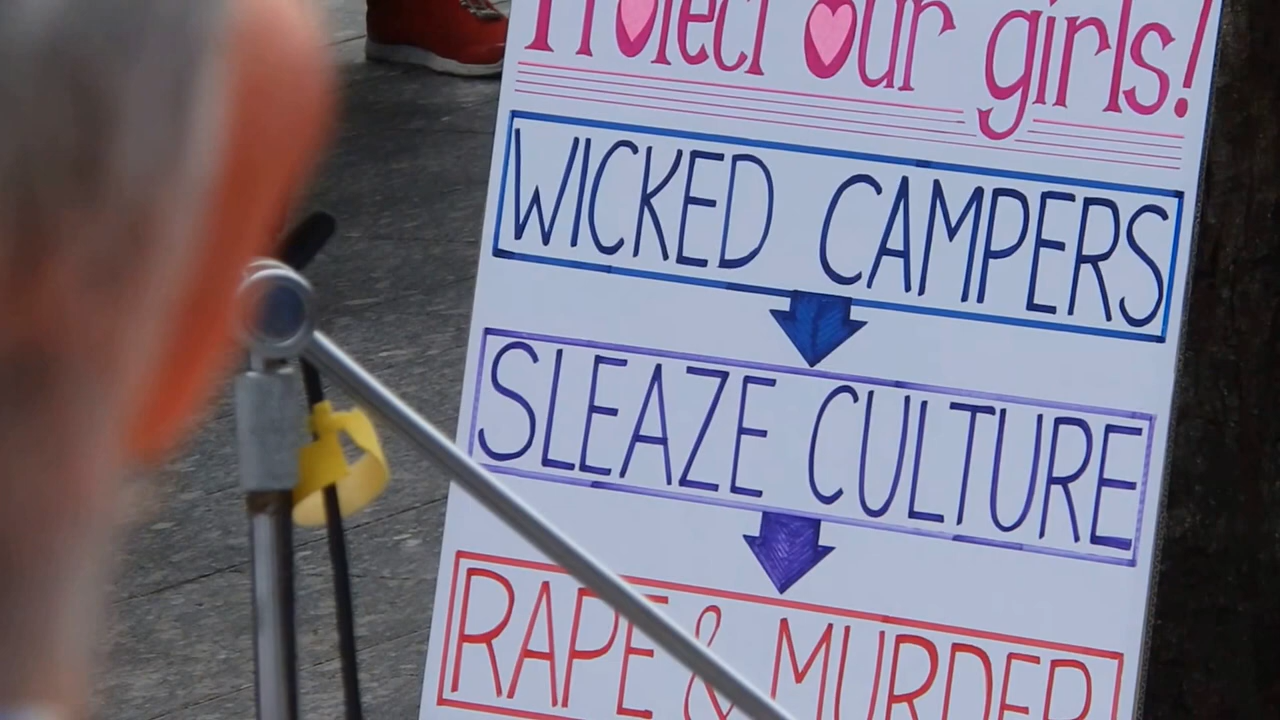 Protect our girls!
WICKED CAMPERS
SLEAZE CULTURE
RAPE & MURDER